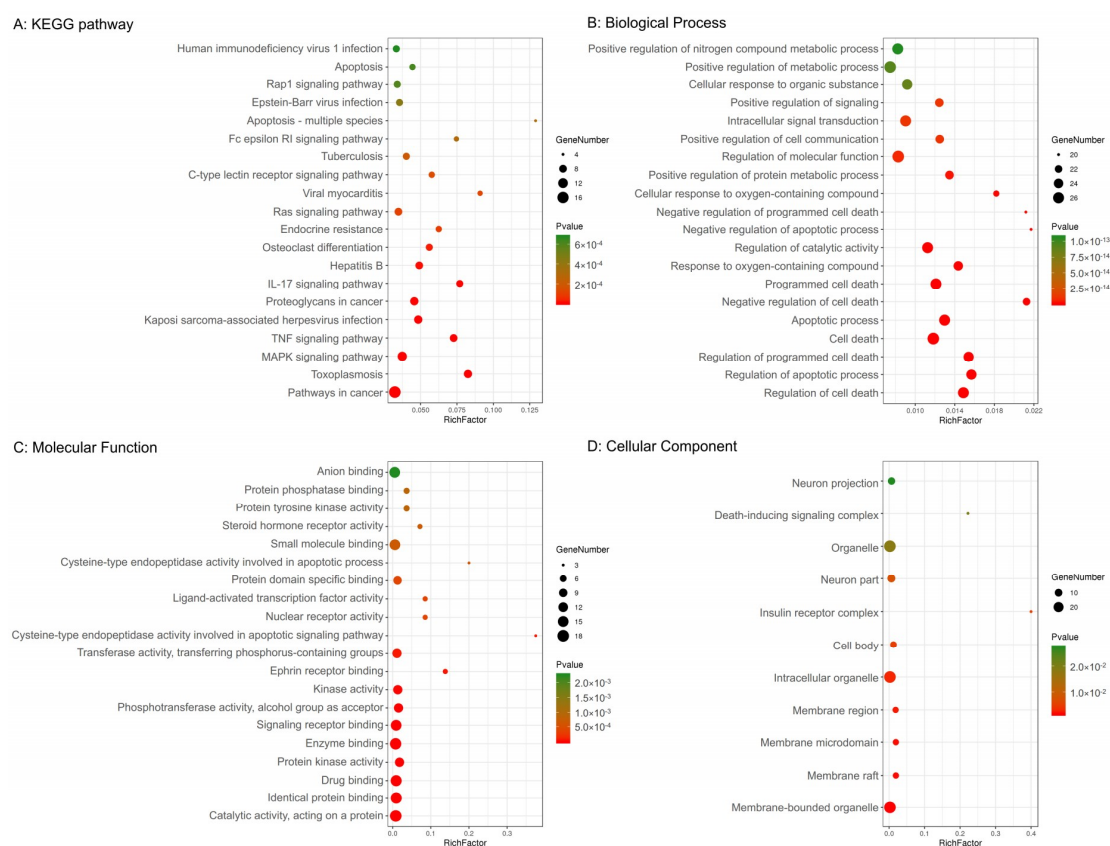 A: KEGG pathway
Human immunodeficiency virus 1 infection
Apoptosis
Rap1 signaling pathway
Epstein-Barr virus infection
Apoptosis - multiple species
Fc epsilon RI signaling pathway
Tuberculosis
C-type lectin receptor signaling pathway
Viral myocarditis
Ras signaling pathway
Endocrine resistance
Osteoclast differentiation
Hepatitis B
IL-17 signaling pathway
Proteoglycans in cancer
Kaposi sarcoma-associated herpesvirus infection
TNF signaling pathway
MAPK signaling pathway
Toxoplasmosis
Pathways in cancer
0.050 0.075 0.100 0.125
RichFactor
GeneNumber
4
8
12
16
Pvalue
6×10⁻⁴
4×10⁻⁴
2×10⁻⁴
B: Biological Process
Positive regulation of nitrogen compound metabolic process
Positive regulation of metabolic process
Cellular response to organic substance
Positive regulation of signaling
Intracellular signal transduction
Positive regulation of cell communication
Regulation of molecular function
Positive regulation of protein metabolic process
Cellular response to oxygen-containing compound
Negative regulation of programmed cell death
Negative regulation of apoptotic process
Regulation of catalytic activity
Response to oxygen-containing compound
Programmed cell death
Negative regulation of cell death
Apoptotic process
Cell death
Regulation of programmed cell death
Regulation of apoptotic process
Regulation of cell death
0.010 0.014 0.018 0.022
RichFactor
GeneNumber
20
22
24
26
Pvalue
1.0×10⁻¹³
7.5×10⁻¹⁴
5.0×10⁻¹⁴
2.5×10⁻¹⁴
C: Molecular Function
Anion binding
Protein phosphatase binding
Protein tyrosine kinase activity
Steroid hormone receptor activity
Small molecule binding
Cysteine-type endopeptidase activity involved in apoptotic process
Protein domain specific binding
Ligand-activated transcription factor activity
Nuclear receptor activity
Cysteine-type endopeptidase activity involved in apoptotic signaling pathway
Transferase activity, transferring phosphorus-containing groups
Ephrin receptor binding
Kinase activity
Phosphotransferase activity, alcohol group as acceptor
Signaling receptor binding
Enzyme binding
Protein kinase activity
Drug binding
Identical protein binding
Catalytic activity, acting on a protein
0.0 0.1 0.2 0.3
RichFactor
GeneNumber
3
6
9
12
15
18
Pvalue
2.0×10⁻³
1.5×10⁻³
1.0×10⁻³
5.0×10⁻⁴
D: Cellular Component
Neuron projection
Death-inducing signaling complex
Organelle
Neuron part
Insulin receptor complex
Cell body
Intracellular organelle
Membrane region
Membrane microdomain
Membrane raft
Membrane-bounded organelle
0.0 0.1 0.2 0.3 0.4
RichFactor
GeneNumber
10
20
Pvalue
2.0×10⁻²
1.0×10⁻²